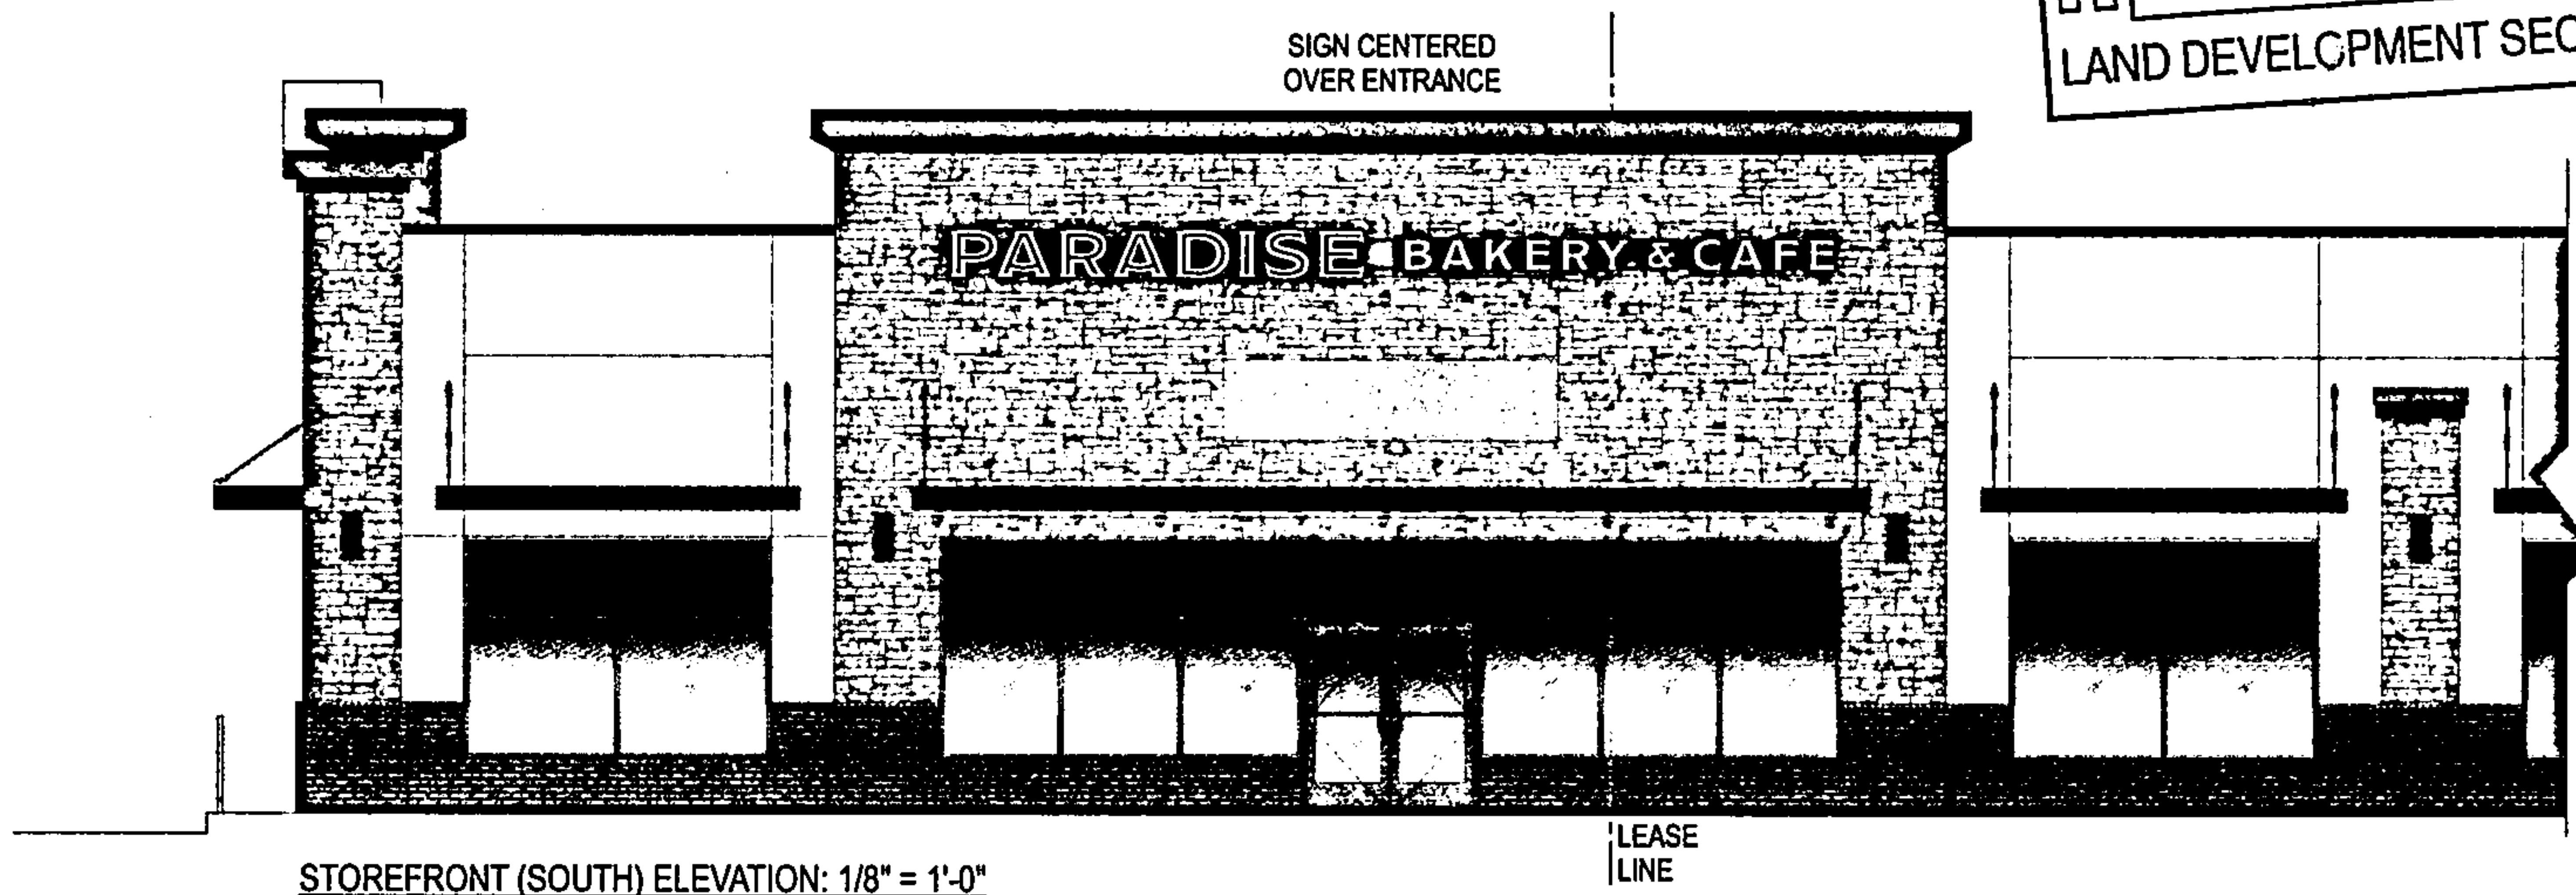 LAND DEVELOPMENT SEC
SIGN CENTERED
OVER ENTRANCE
PARADISE BAKERY & CAFE
LEASE
LINE
STOREFRONT (SOUTH) ELEVATION: 1/8" = 1'-0"